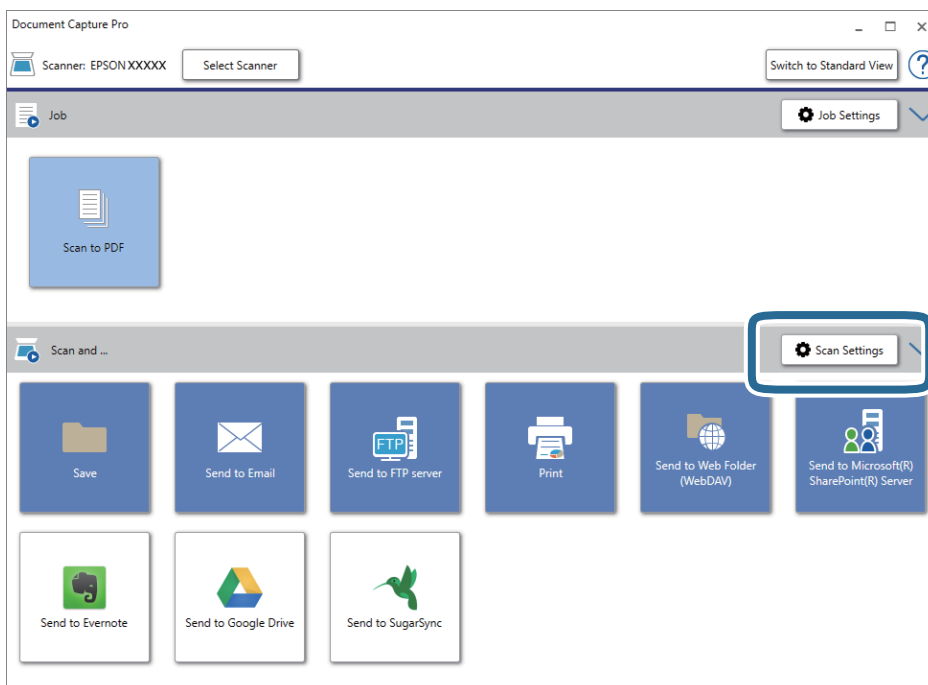 Document Capture Pro
Scanner: EPSON XXXXX
Select Scanner
Switch to Standard View
?
Job
Job Settings
Scan to PDF
Scan and ...
Scan Settings
Save
Send to Email
FTP
Send to FTP server
Print
Send to Web Folder
(WebDAV)
Send to Microsoft(R)
SharePoint(R) Server
Send to Evernote
Send to Google Drive
Send to SugarSync